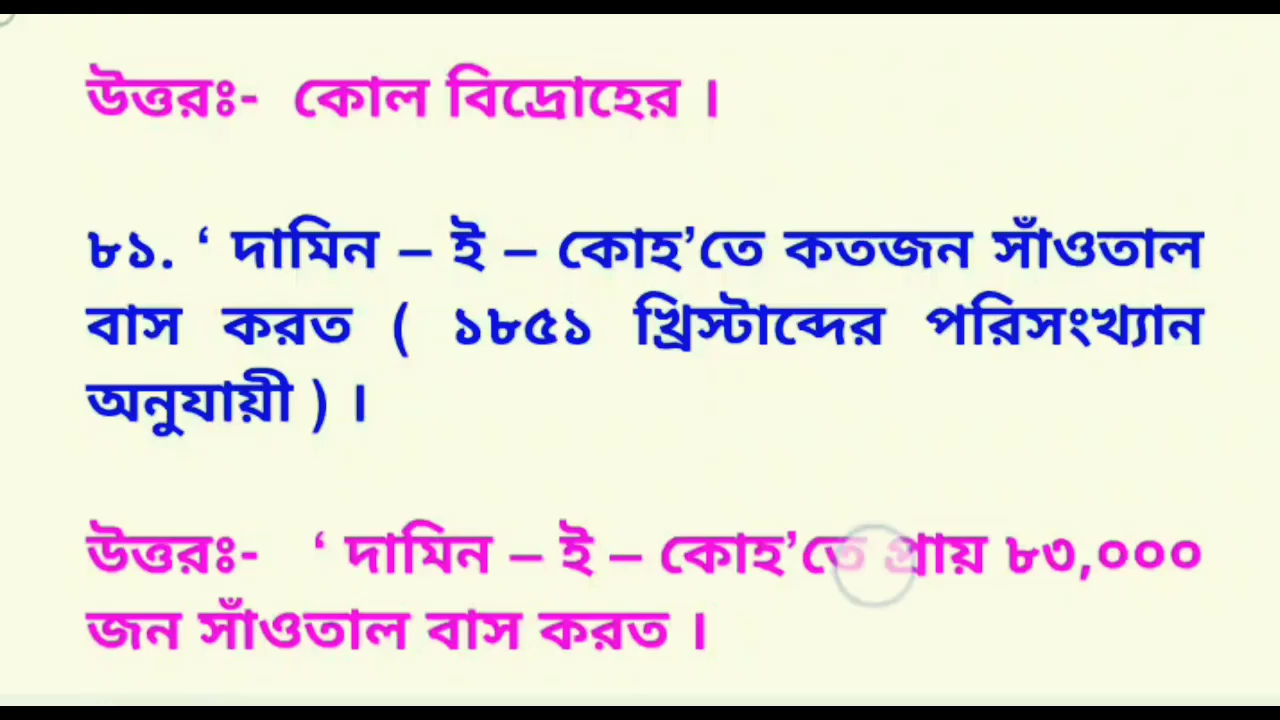 উত্তরঃ- কোল বিদ্রোহের ।
৮১. ‘ দামিন – ই – কোহ’তে কতজন সাঁওতাল
বাস করত ( ১৮৫১ খ্রিস্টাব্দের পরিসংখ্যান
অনুযায়ী ) ।
উত্তরঃ- ‘ দামিন – ই – কোহ’তে প্রায় ৮৩,০০০
জন সাঁওতাল বাস করত ।